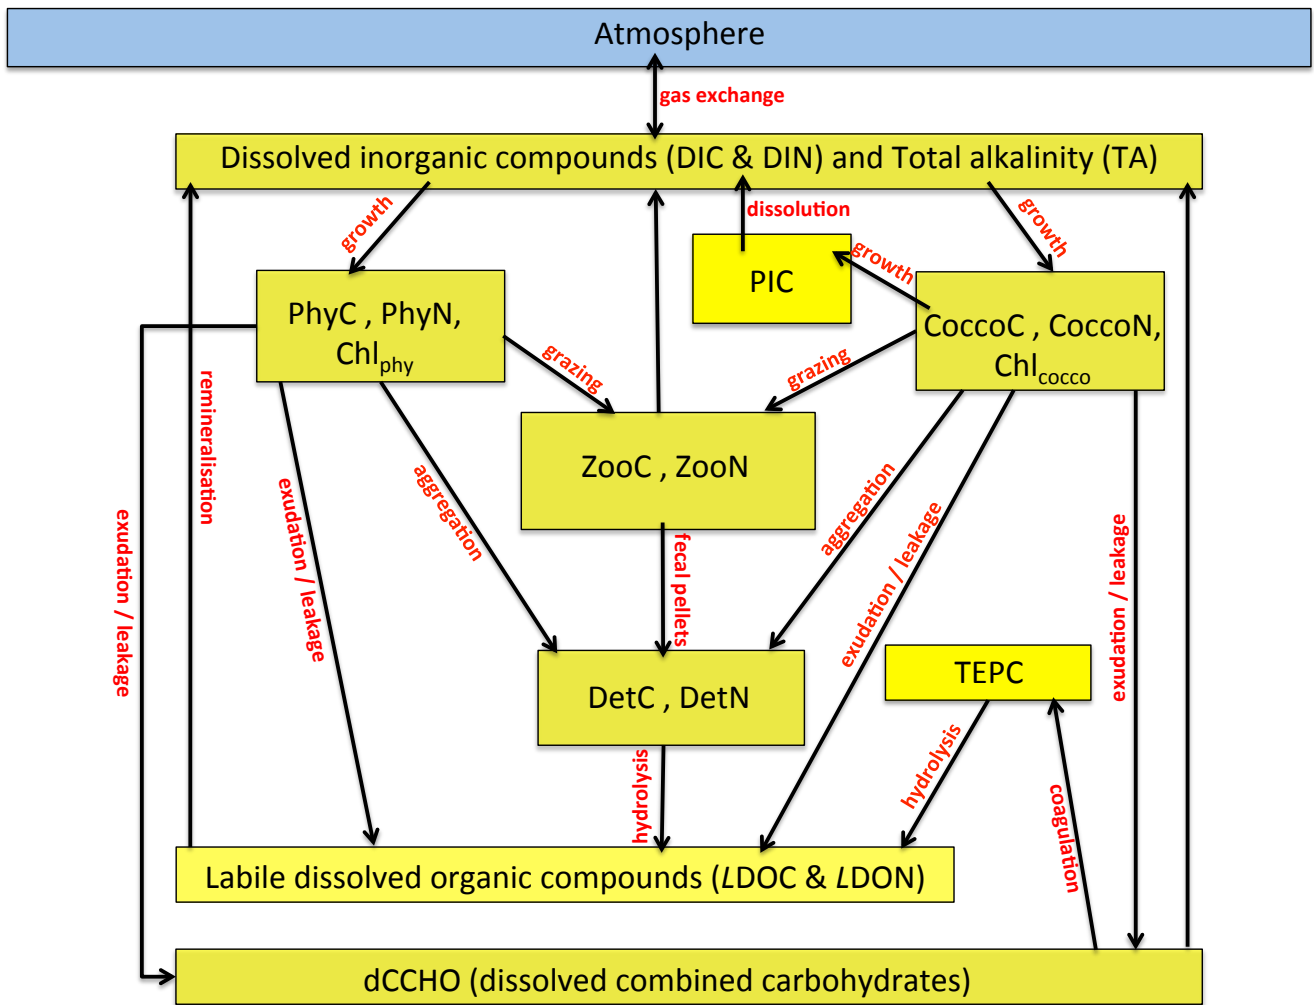 Atmosphere
gas exchange
Dissolved inorganic compounds (DIC & DIN) and Total alkalinity (TA)
growth
dissolution
growth
PIC
growth
PhyC , PhyN,
Chlphy
CoccoC , CoccoN,
Chlcocco
grazing
grazing
remineralisation
ZooC , ZooN
exudation / leakage
exudation / leakage
aggregation
fecal pellets
aggregation
exudation / leakage
exudation / leakage
DetC , DetN
TEPC
hydrolysis
hydrolysis
coagulation
Labile dissolved organic compounds (LDOC & LDON)
dCCHO (dissolved combined carbohydrates)